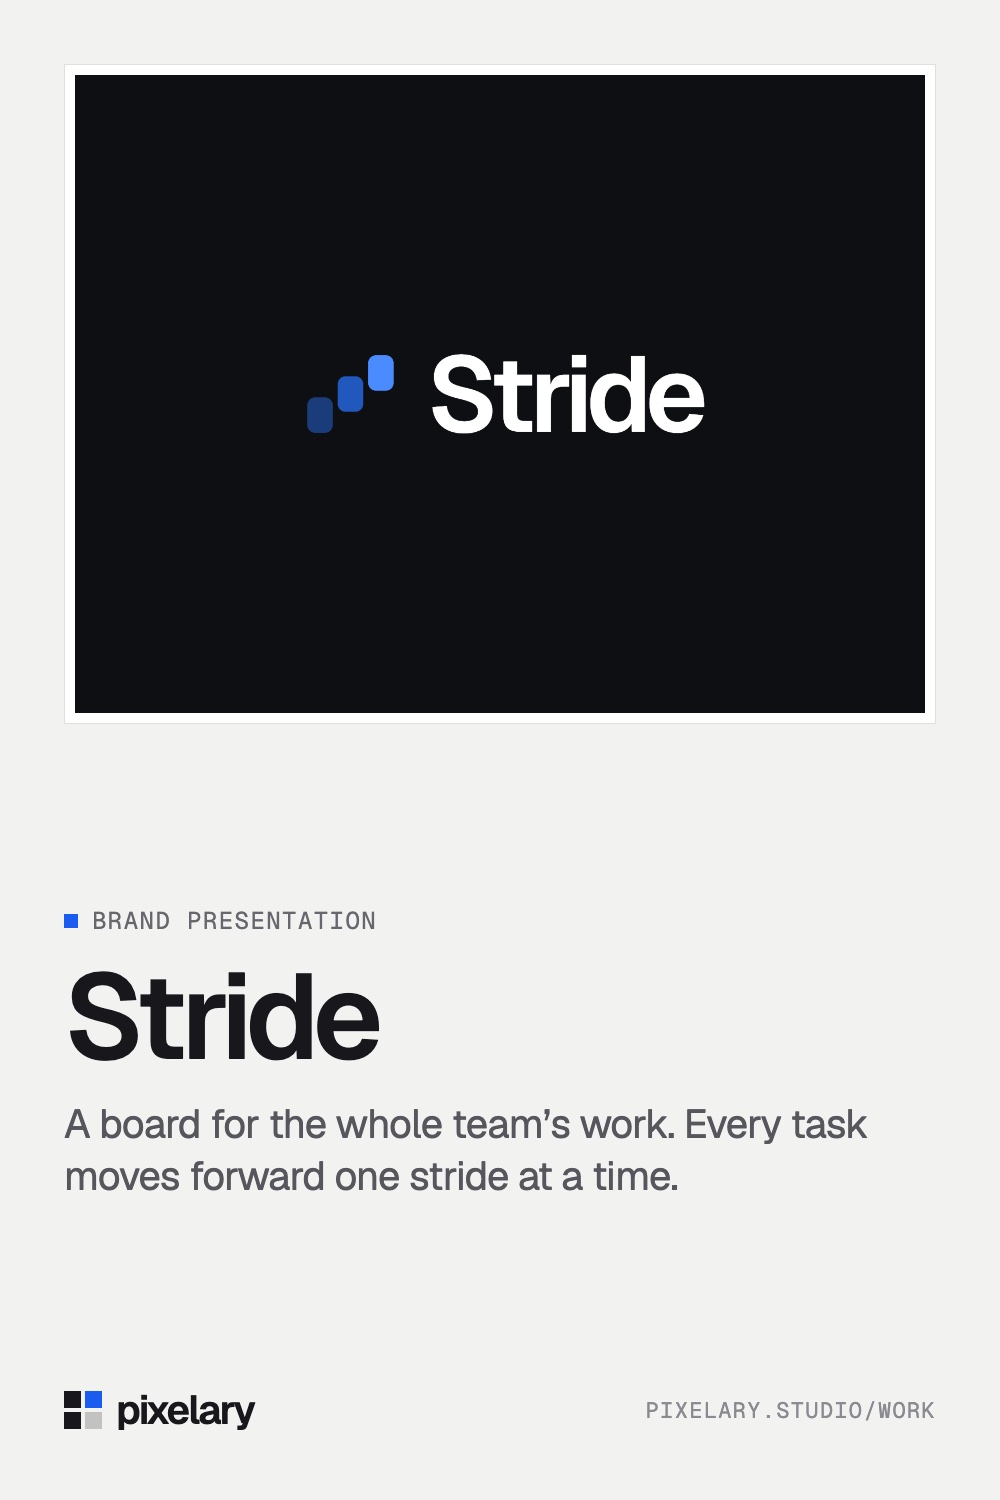 Stride
BRAND PRESENTATION
Stride
A board for the whole team’s work. Every task
moves forward one stride at a time.
pixelary
PIXELARY.STUDIO/WORK